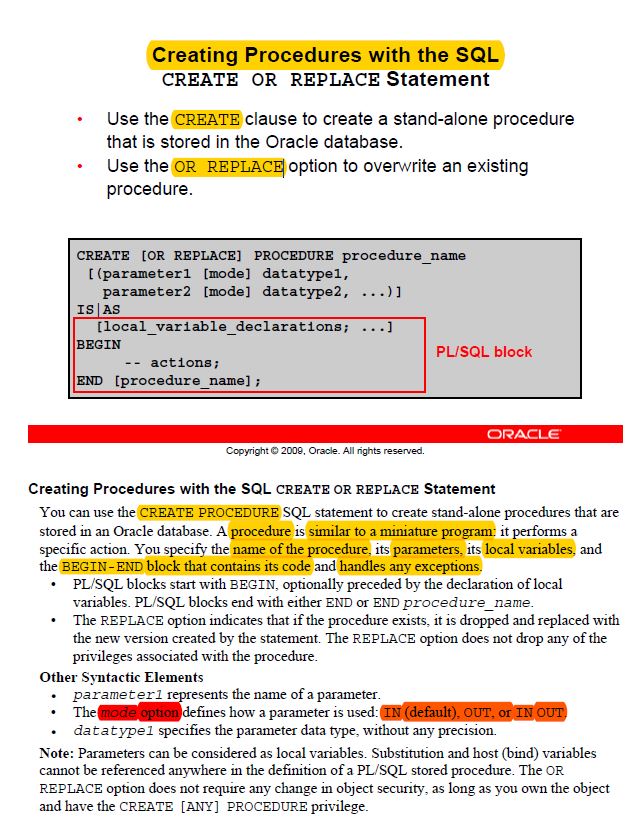 Creating Procedures with the SQL
CREATE OR REPLACE Statement
• Use the CREATE clause to create a stand-alone procedure
that is stored in the Oracle database.
• Use the OR REPLACE option to overwrite an existing
procedure.
CREATE [OR REPLACE] PROCEDURE procedure_name
[(parameter1 [mode] datatype1,
parameter2 [mode] datatype2, ...)]
IS|AS
[local_variable_declarations; ...]
BEGIN
-- actions;
END [procedure_name];
PL/SQL block
ORACLE
Copyright © 2009, Oracle. All rights reserved.
Creating Procedures with the SQL CREATE OR REPLACE Statement
You can use the CREATE PROCEDURE SQL statement to create stand-alone procedures that are
stored in an Oracle database. A procedure is similar to a miniature program: it performs a
specific action. You specify the name of the procedure, its parameters, its local variables, and
the BEGIN-END block that contains its code and handles any exceptions.
• PL/SQL blocks start with BEGIN, optionally preceded by the declaration of local
variables. PL/SQL blocks end with either END or END procedure_name.
• The REPLACE option indicates that if the procedure exists, it is dropped and replaced with
the new version created by the statement. The REPLACE option does not drop any of the
privileges associated with the procedure.
Other Syntactic Elements
• parameter1 represents the name of a parameter.
• The mode option defines how a parameter is used: IN (default), OUT, or IN OUT.
• datatype1 specifies the parameter data type, without any precision.
Note: Parameters can be considered as local variables. Substitution and host (bind) variables
cannot be referenced anywhere in the definition of a PL/SQL stored procedure. The OR
REPLACE option does not require any change in object security, as long as you own the object
and have the CREATE [ANY] PROCEDURE privilege.